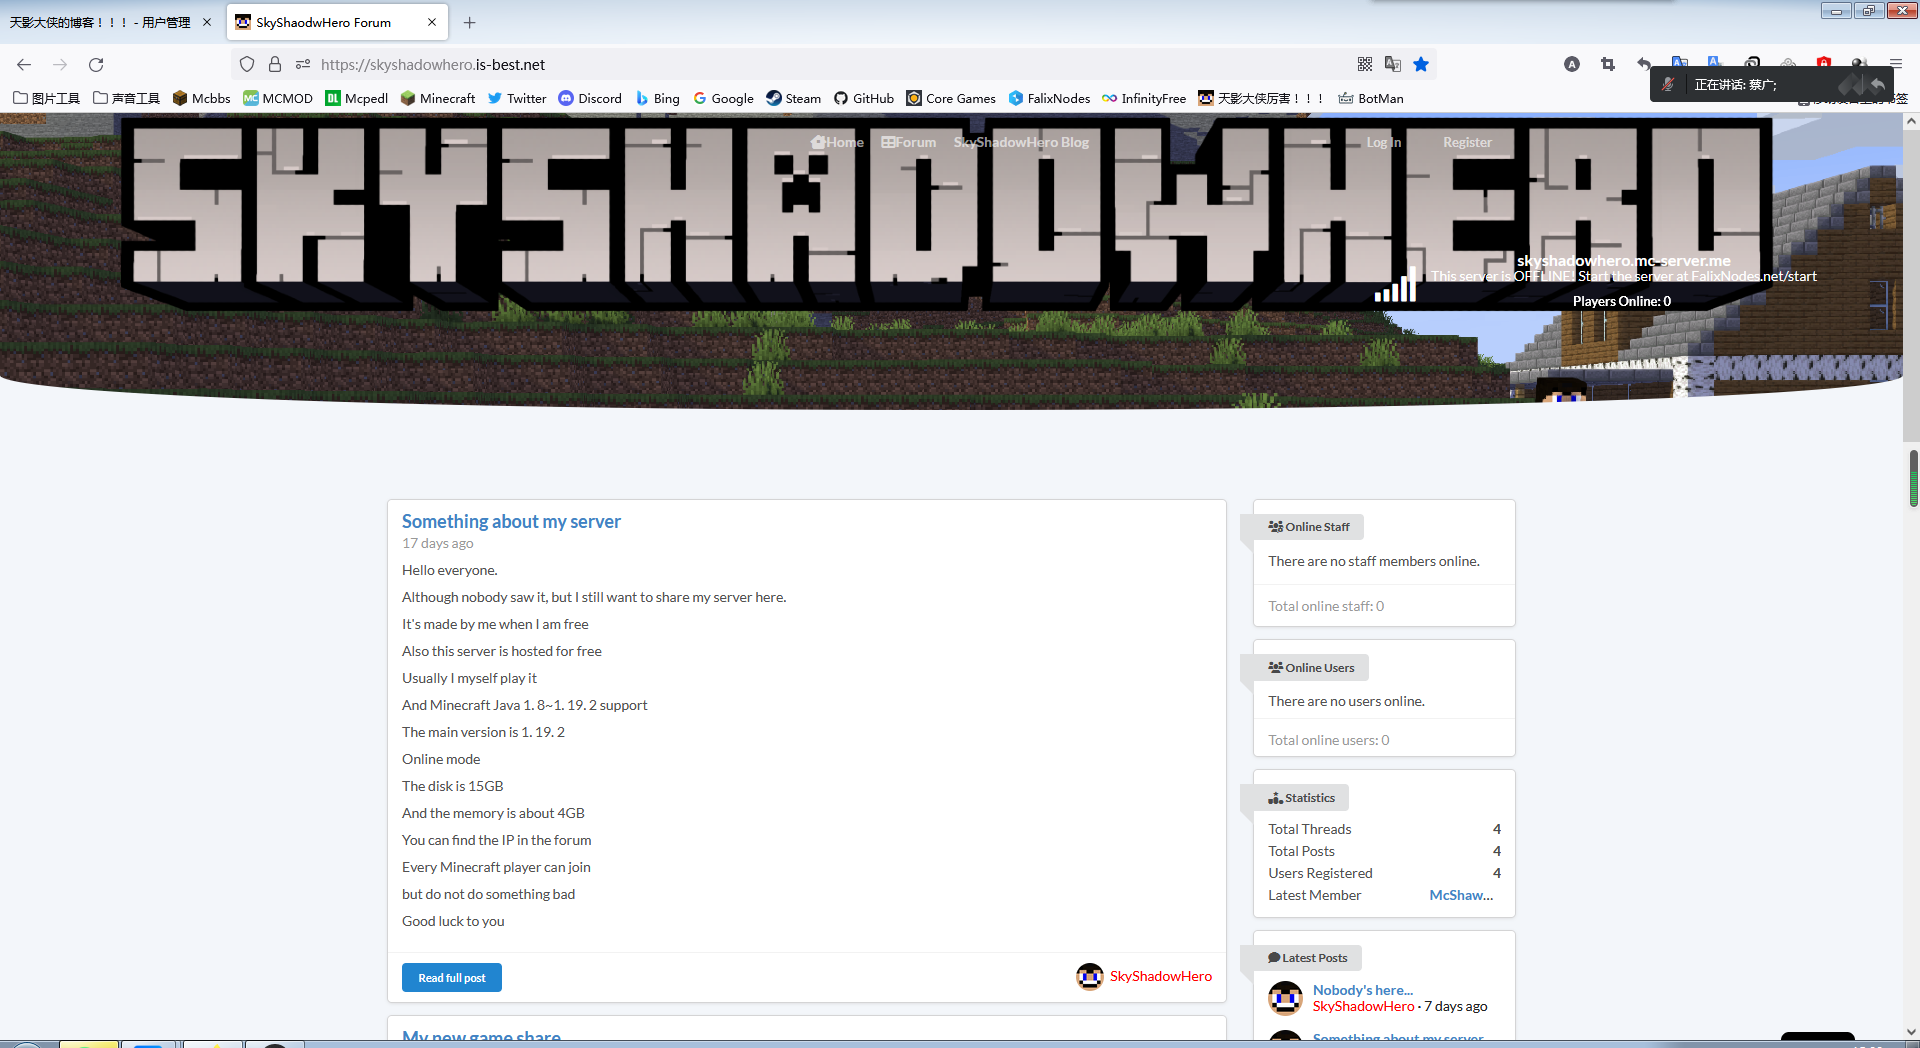 天影大侠的博客！！！ - 用户管理
SkyShaodwHero Forum
https://skyshadowhero.is-best.net
正在讲话: 蔡广;
图片工具
声音工具
Mcbbs
MCMOD
Mcpedl
Minecraft
Twitter
Discord
Bing
Google
Steam
GitHub
Core Games
FalixNodes
InfinityFree
天影大侠厉害！！！
BotMan
SKYSHADOWHERO
Home
Forum
SkyShadowHero Blog
Log In
Register
skyshadowhero.mc-server.me
This server is OFFLINE! Start the server at FalixNodes.net/start
Players Online: 0
Something about my server
17 days ago
Hello everyone.
Although nobody saw it, but I still want to share my server here.
It's made by me when I am free
Also this server is hosted for free
Usually I myself play it
And Minecraft Java 1. 8~1. 19. 2 support
The main version is 1. 19. 2
Online mode
The disk is 15GB
And the memory is about 4GB
You can find the IP in the forum
Every Minecraft player can join
but do not do something bad
Good luck to you
Read full post
SkyShadowHero
My new game share
Online Staff
There are no staff members online.
Total online staff: 0
Online Users
There are no users online.
Total online users: 0
Statistics
Total Threads 4
Total Posts 4
Users Registered 4
Latest Member McShaw...
Latest Posts
Nobody's here...
SkyShadowHero · 7 days ago
Something about my server